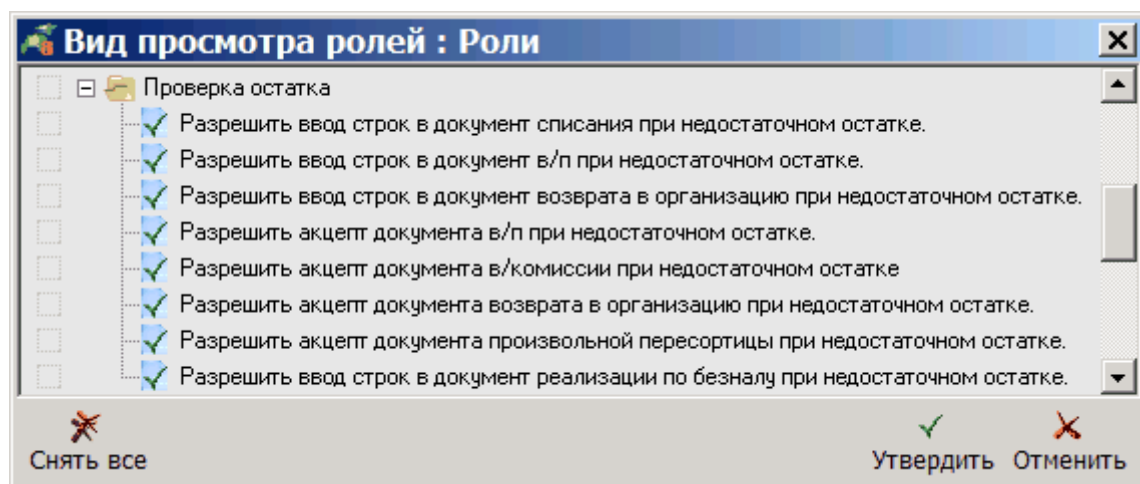 Вид просмотра ролей : Роли
Проверка остатка
Разрешить ввод строк в документ списания при недостаточном остатке.
Разрешить ввод строк в документ в/п при недостаточном остатке.
Разрешить ввод строк в документ возврата в организацию при недостаточном остатке.
Разрешить акцепт документа в/п при недостаточном остатке.
Разрешить акцепт документа в/комиссии при недостаточном остатке
Разрешить акцепт документа возврата в организацию при недостаточном остатке.
Разрешить акцепт документа произвольной пересортицы при недостаточном остатке.
Разрешить ввод строк в документ реализации по безналу при недостаточном остатке.
Снять все Утвердить Отменить